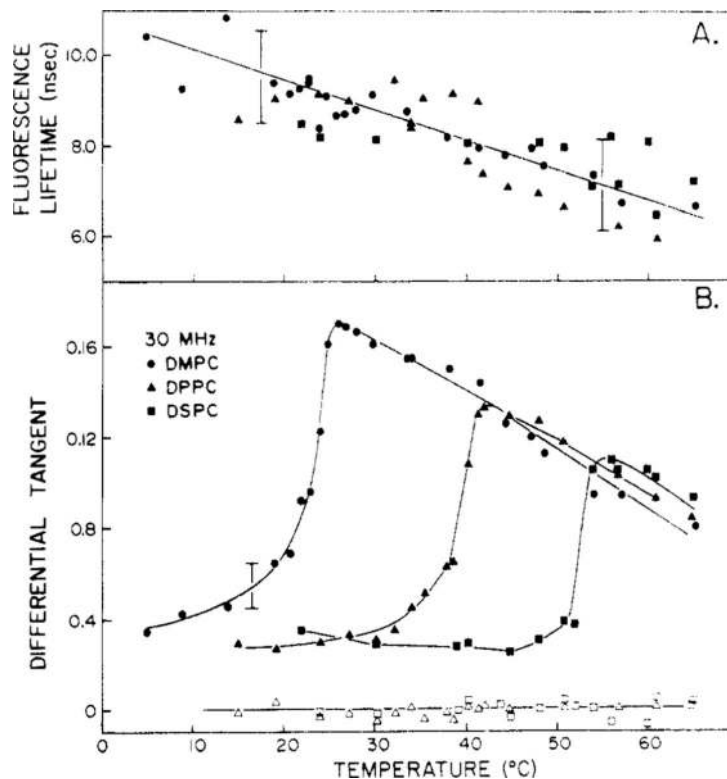 A.
FLUORESCENCE
LIFETIME (nsec)
10.0
8.0
6.0
B.
30 MHz
DMPC
DPPC
DSPC
DIFFERENTIAL TANGENT
0.16
0.12
0.8
0.4
0
0 10 20 30 40 50 60
TEMPERATURE (°C)